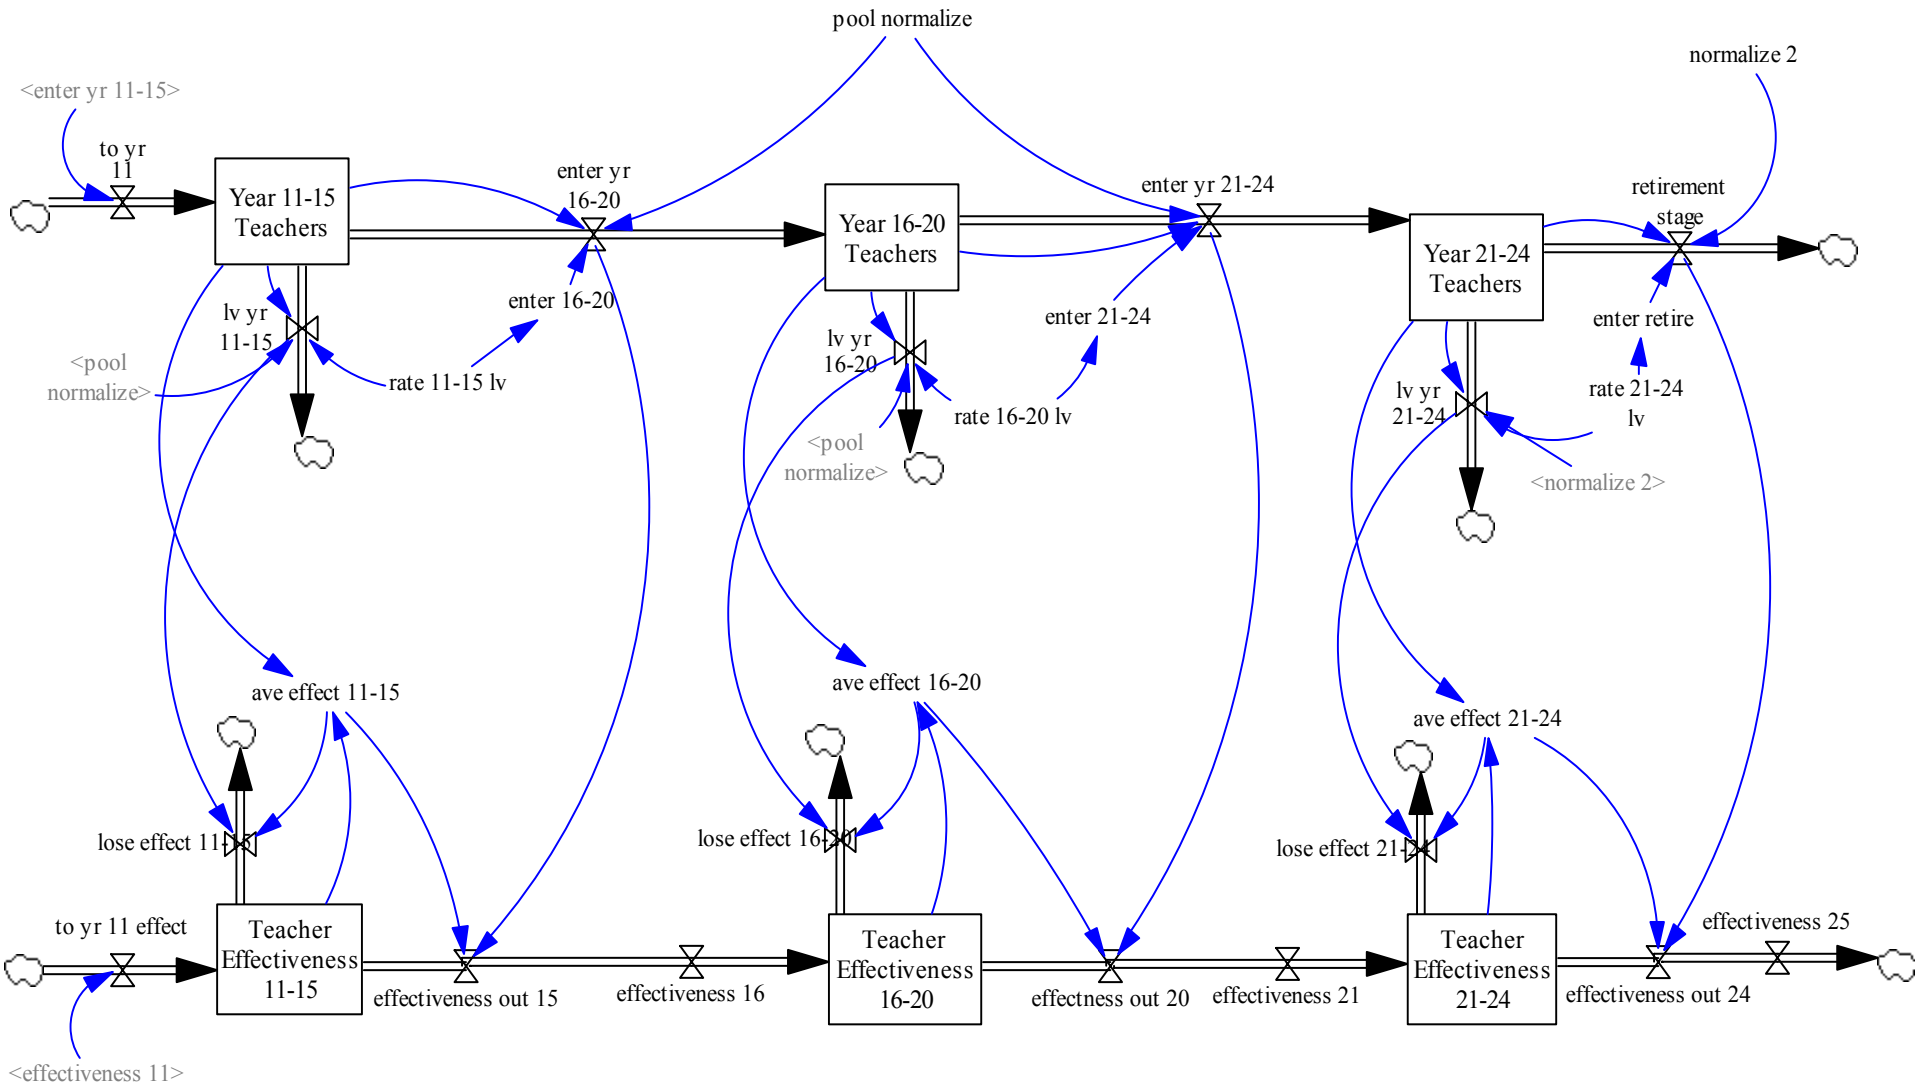 pool normalize
normalize 2
<enter yr 11-15>
to yr
11
enter yr
16-20
enter yr 21-24
retirement
stage
Year 11-15
Teachers
Year 16-20
Teachers
Year 21-24
Teachers
lv yr
11-15
enter 16-20
enter 21-24
enter retire
lv yr
16-20
<pool
normalize>
rate 11-15 lv
rate 16-20 lv
lv yr
21-24
rate 21-24
lv
<pool
normalize>
<normalize 2>
ave effect 11-15
ave effect 16-20
ave effect 21-24
lose effect 11-15
lose effect 16-20
lose effect 21-24
to yr 11 effect
Teacher
Effectiveness
11-15
effectiveness out 15
effectiveness 16
Teacher
Effectiveness
16-20
effectness out 20
effectiveness 21
Teacher
Effectiveness
21-24
effectiveness out 24
effectiveness 25
<effectiveness 11>